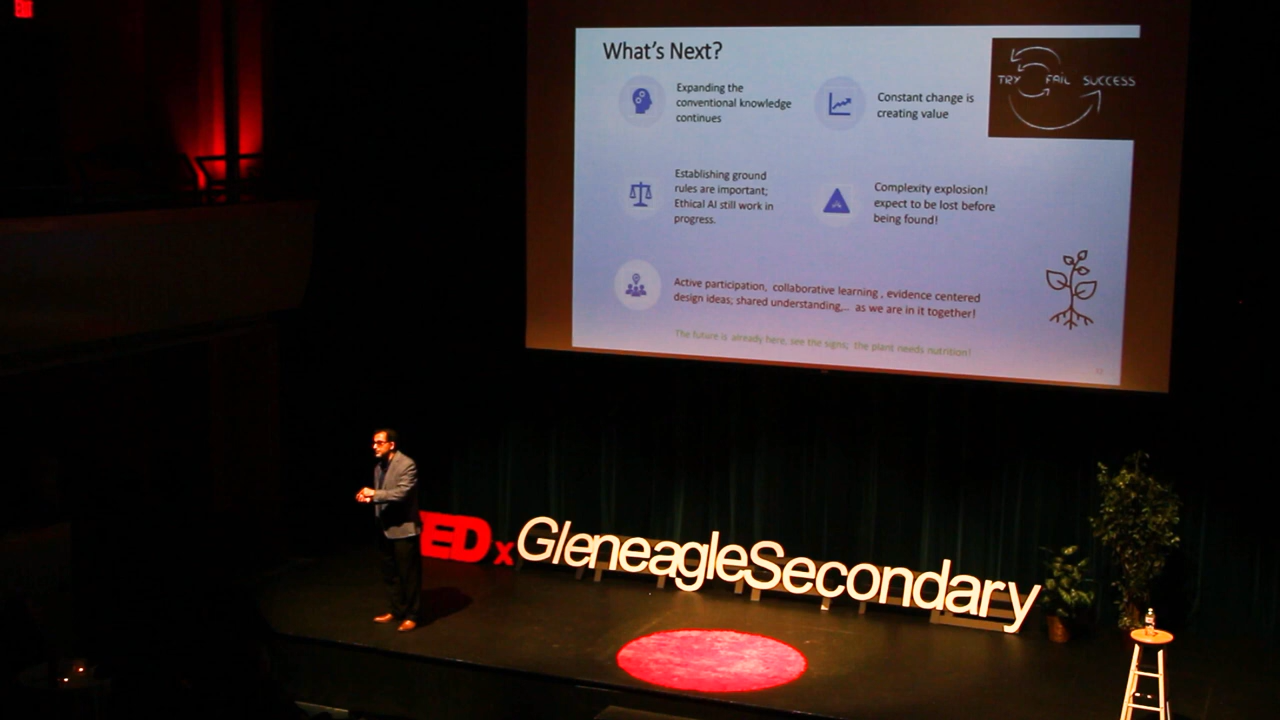 EXIT
What's Next?
Expanding the
conventional knowledge
continues
Constant change is
creating value
TRY FAIL SUCCESS
Establishing ground
rules are important;
Ethical AI still work in
progress.
Complexity explosion!
expect to be lost before
being found!
Active participation, collaborative learning , evidence centered
design ideas; shared understanding,.. as we are in it together!
The future is already here, see the signs; the plant needs nutrition!
ED x GleneagleSecondary